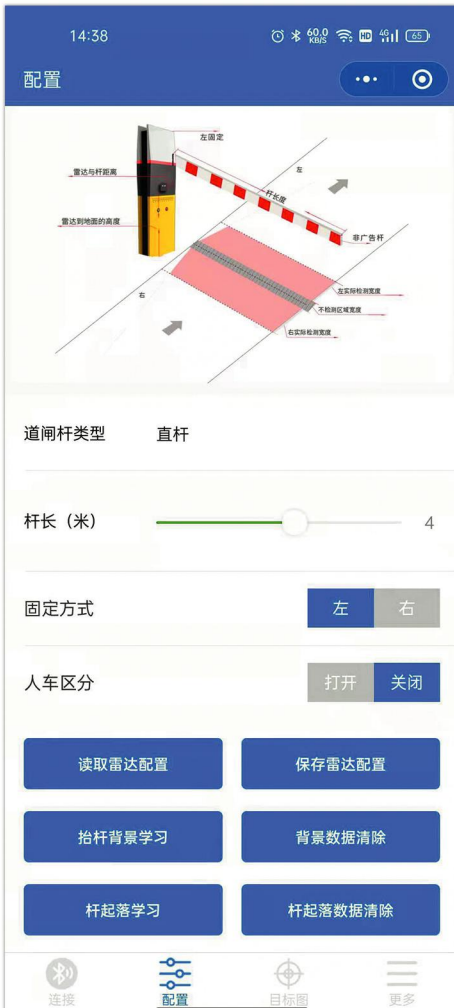 14:38
60.0 KB/S HD 4G 65
配置
左固定
雷达与杆距离
左
杆长度
雷达到地面的高度
非广告杆
右
左实际检测宽度
不检测区域宽度
右实际检测宽度
道闸杆类型 直杆
杆长（米） 4
固定方式 左 右
人车区分 打开 关闭
读取雷达配置 保存雷达配置
抬杆背景学习 背景数据清除
杆起落学习 杆起落数据清除
连接 配置 目标图 更多